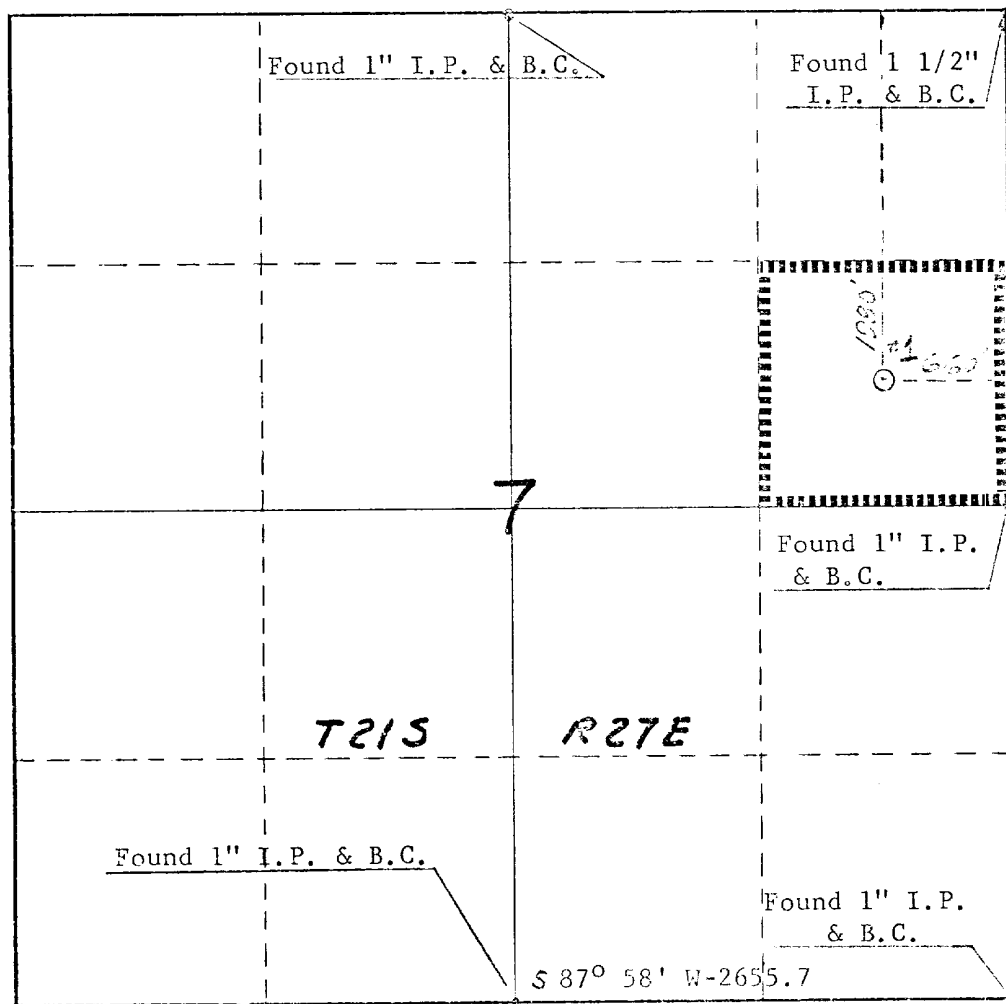 Found 1" I.P. & B.C.
Found 1 1/2"
I.P. & B.C.
1980'
#1
660'
7
Found 1" I.P.
& B.C.
T21S R27E
Found 1" I.P. & B.C.
Found 1" I.P.
& B.C.
S 87° 58' W-2655.7